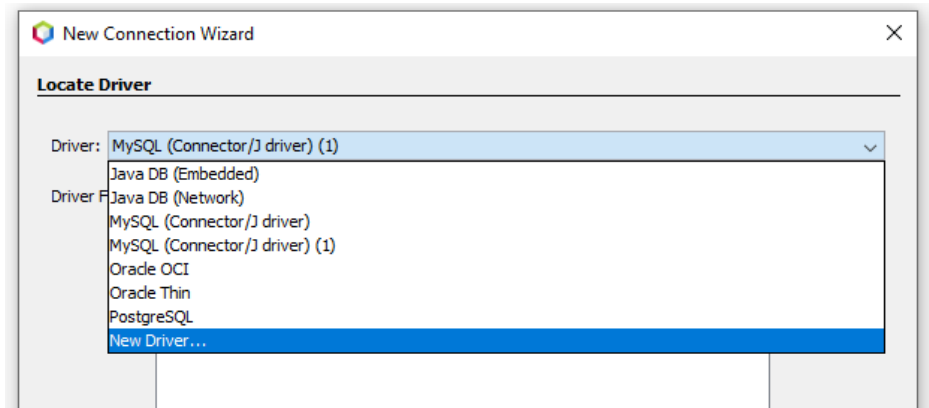 New Connection Wizard
Locate Driver
Driver: MySQL (Connector/J driver) (1)
Java DB (Embedded)
Driver F Java DB (Network)
MySQL (Connector/J driver)
MySQL (Connector/J driver) (1)
Oracle OCI
Oracle Thin
PostgreSQL
New Driver...